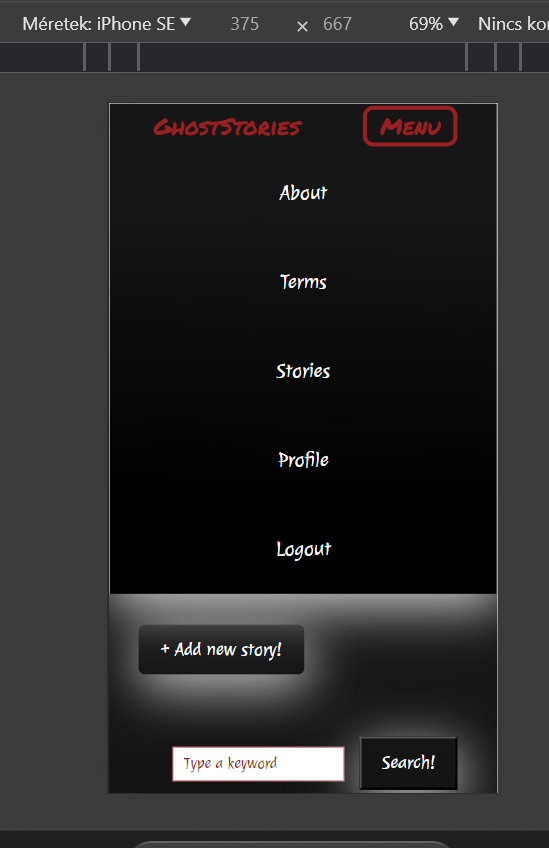 Méretek: iPhone SE 375 × 667 69% Nincs kor
GhostStories Menu
About
Terms
Stories
Profile
Logout
+ Add new story!
Type a keyword Search!